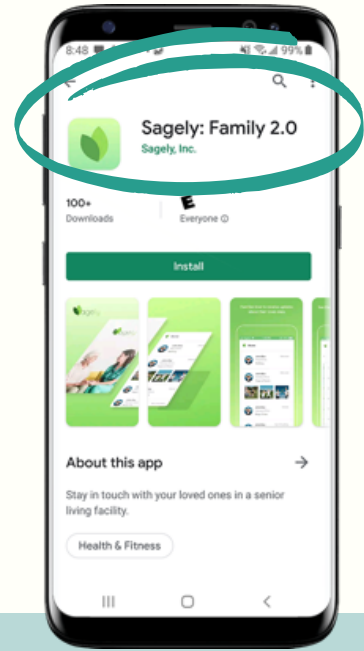 8:48
99%
Sagely: Family 2.0
Sagely, Inc.
100+
Downloads
E
Everyone
Install
Sagely
About this app
Stay in touch with your loved ones in a senior
living facility.
Health & Fitness